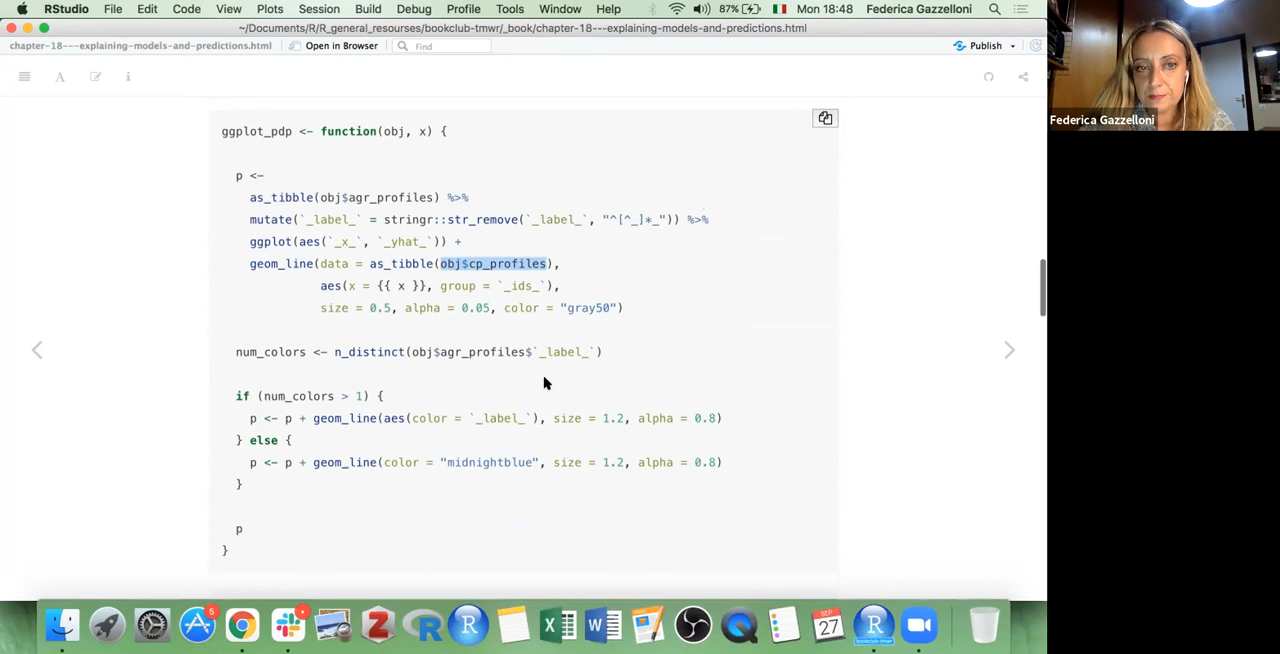 RStudio File Edit Code View Plots Session Build Debug Profile Tools Window Help 87% Mon 18:48 Federica Gazzelloni
~/Documents/R/R_general_resourses/bookclub-tmwr/_book/chapter-18---explaining-models-and-predictions.html
chapter-18---explaining-models-and-predictions.html Open in Browser Find Publish
ggplot_pdp <- function(obj, x) {
p <-
as_tibble(obj$agr_profiles) %>%
mutate(`_label_` = stringr::str_remove(`_label_`, "^[^_]*_")) %>%
ggplot(aes(`_x_`, `_yhat_`)) +
geom_line(data = as_tibble(obj$cp_profiles),
aes(x = {{ x }}, group = `_ids_`),
size = 0.5, alpha = 0.05, color = "gray50")
num_colors <- n_distinct(obj$agr_profiles$`_label_`)
if (num_colors > 1) {
p <- p + geom_line(aes(color = `_label_`), size = 1.2, alpha = 0.8)
} else {
p <- p + geom_line(color = "midnightblue", size = 1.2, alpha = 0.8)
}
p
}
Federica Gazzelloni
5
SEP
27
bookclub-tmwr